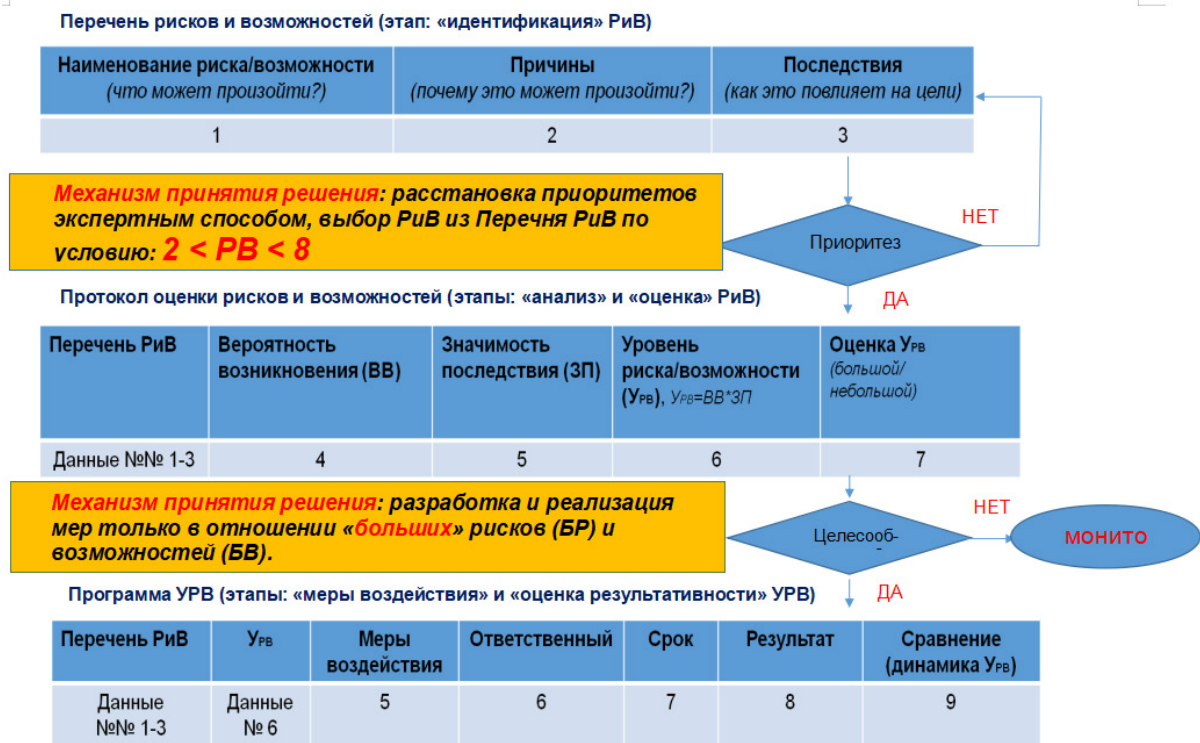 Перечень рисков и возможностей (этап: «идентификация» РиВ)
Наименование риска/возможности
(что может произойти?)
Причины
(почему это может произойти?)
Последствия
(как это повлияет на цели)
1
2
3
Механизм принятия решения: расстановка приоритетов
экспертным способом, выбор РиВ из Перечня РиВ по
условию: 2 < РВ < 8
Приоритез
НЕТ
ДА
Протокол оценки рисков и возможностей (этапы: «анализ» и «оценка» РиВ)
Перечень РиВ
Вероятность
возникновения (ВВ)
Значимость
последствия (ЗП)
Уровень
риска/возможности
(УРВ), УРВ=ВВ*ЗП
Оценка УРВ
(большой/
небольшой)
Данные №№ 1-3
4
5
6
7
Механизм принятия решения: разработка и реализация
мер только в отношении «больших» рисков (БР) и
возможностей (БВ).
Целесооб-
НЕТ
МОНИТО
ДА
Программа УРВ (этапы: «меры воздействия» и «оценка результативности» УРВ)
Перечень РиВ
УРВ
Меры
воздействия
Ответственный
Срок
Результат
Сравнение
(динамика УРВ)
Данные
№№ 1-3
Данные
№ 6
5
6
7
8
9